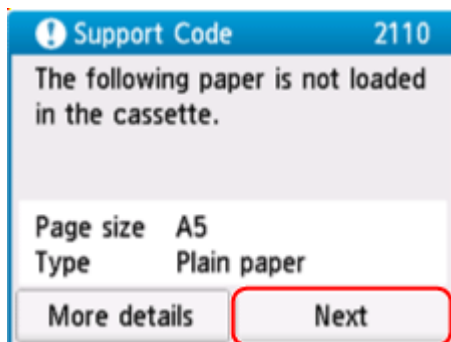 Support Code 2110
The following paper is not loaded
in the cassette.
Page size A5
Type Plain paper
More details Next